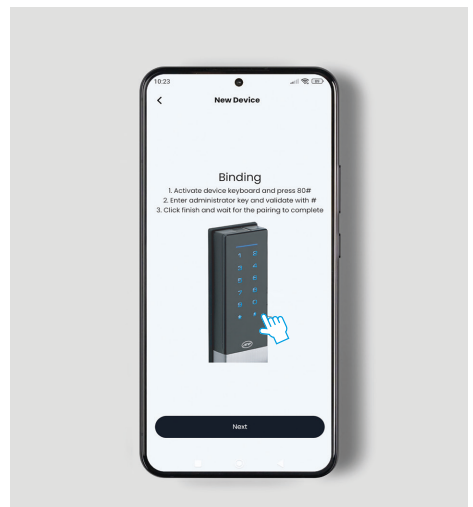 10:23
New Device
Binding
1. Activate device keyboard and press 80#
2. Enter administrator key and validate with #
3. Click finish and wait for the pairing to complete
Next